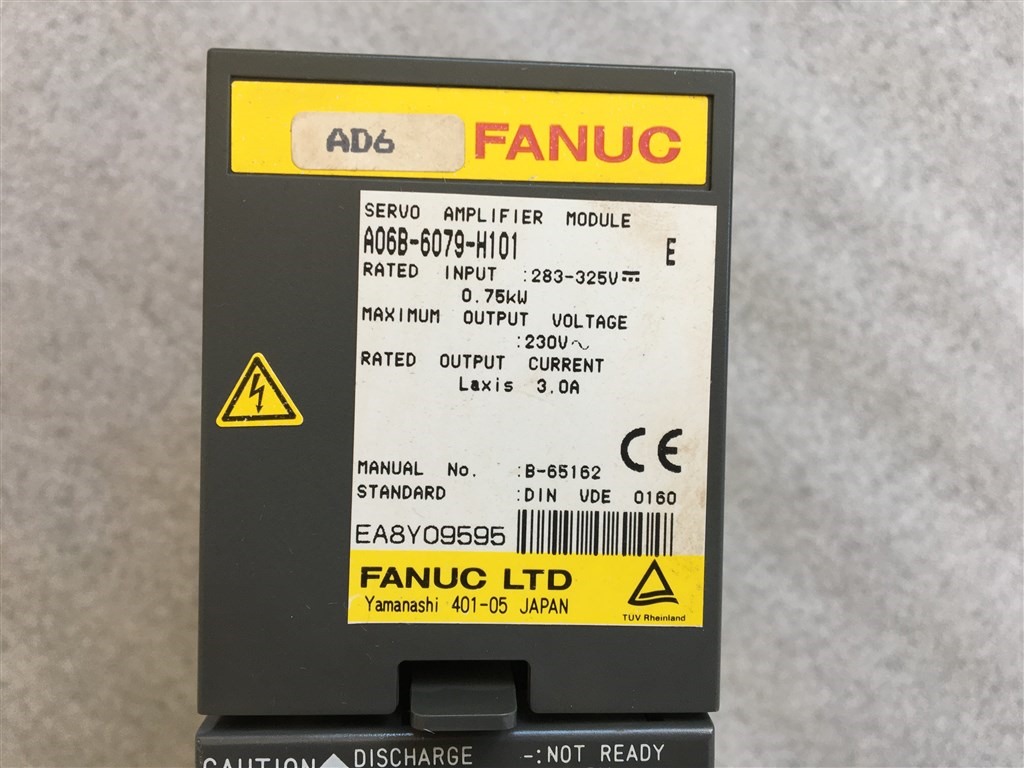 AD6 FANUC
SERVO AMPLIFIER MODULE
A06B-6079-H101 E
RATED INPUT :283-325V⎓
0.75kW
MAXIMUM OUTPUT VOLTAGE
:230V~
RATED OUTPUT CURRENT
Laxis 3.0A
CE
MANUAL No. :B-65162
STANDARD :DIN VDE 0160
EA8Y09595
FANUC LTD
Yamanashi 401-05 JAPAN
TÜV Rheinland
CAUTION DISCHARGE -:NOT READY